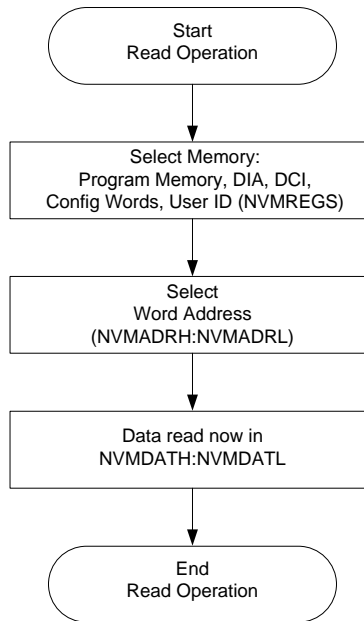 Start
Read Operation
Select Memory:
Program Memory, DIA, DCI,
Config Words, User ID (NVMREGS)
Select
Word Address
(NVMADRH:NVMADRL)
Data read now in
NVMDATH:NVMDATL
End
Read Operation